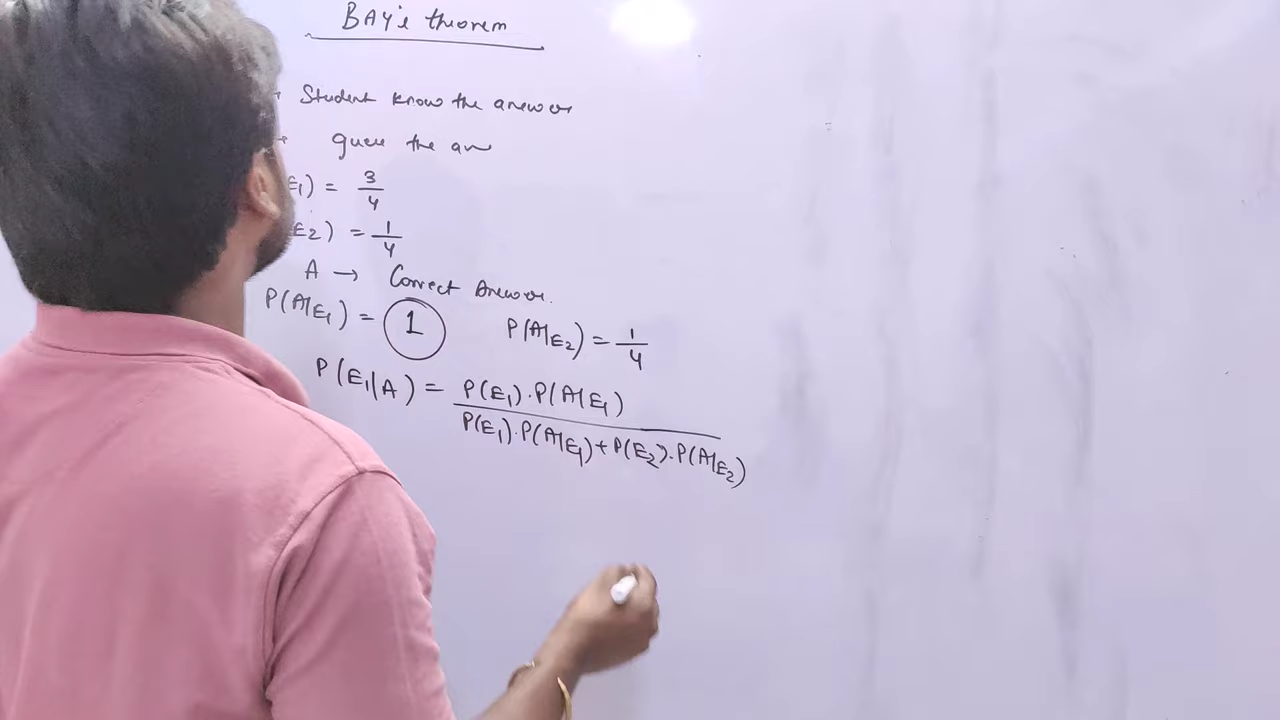 BAY's theorem
Student know the answer
guess the an
E1) = 3/4
E2) = 1/4
A → Correct Answer.
P(A|E1) = 1 P(A|E2) = 1/4
P(E1|A) = P(E1).P(A|E1)
P(E1).P(A|E1)+P(E2).P(A|E2)